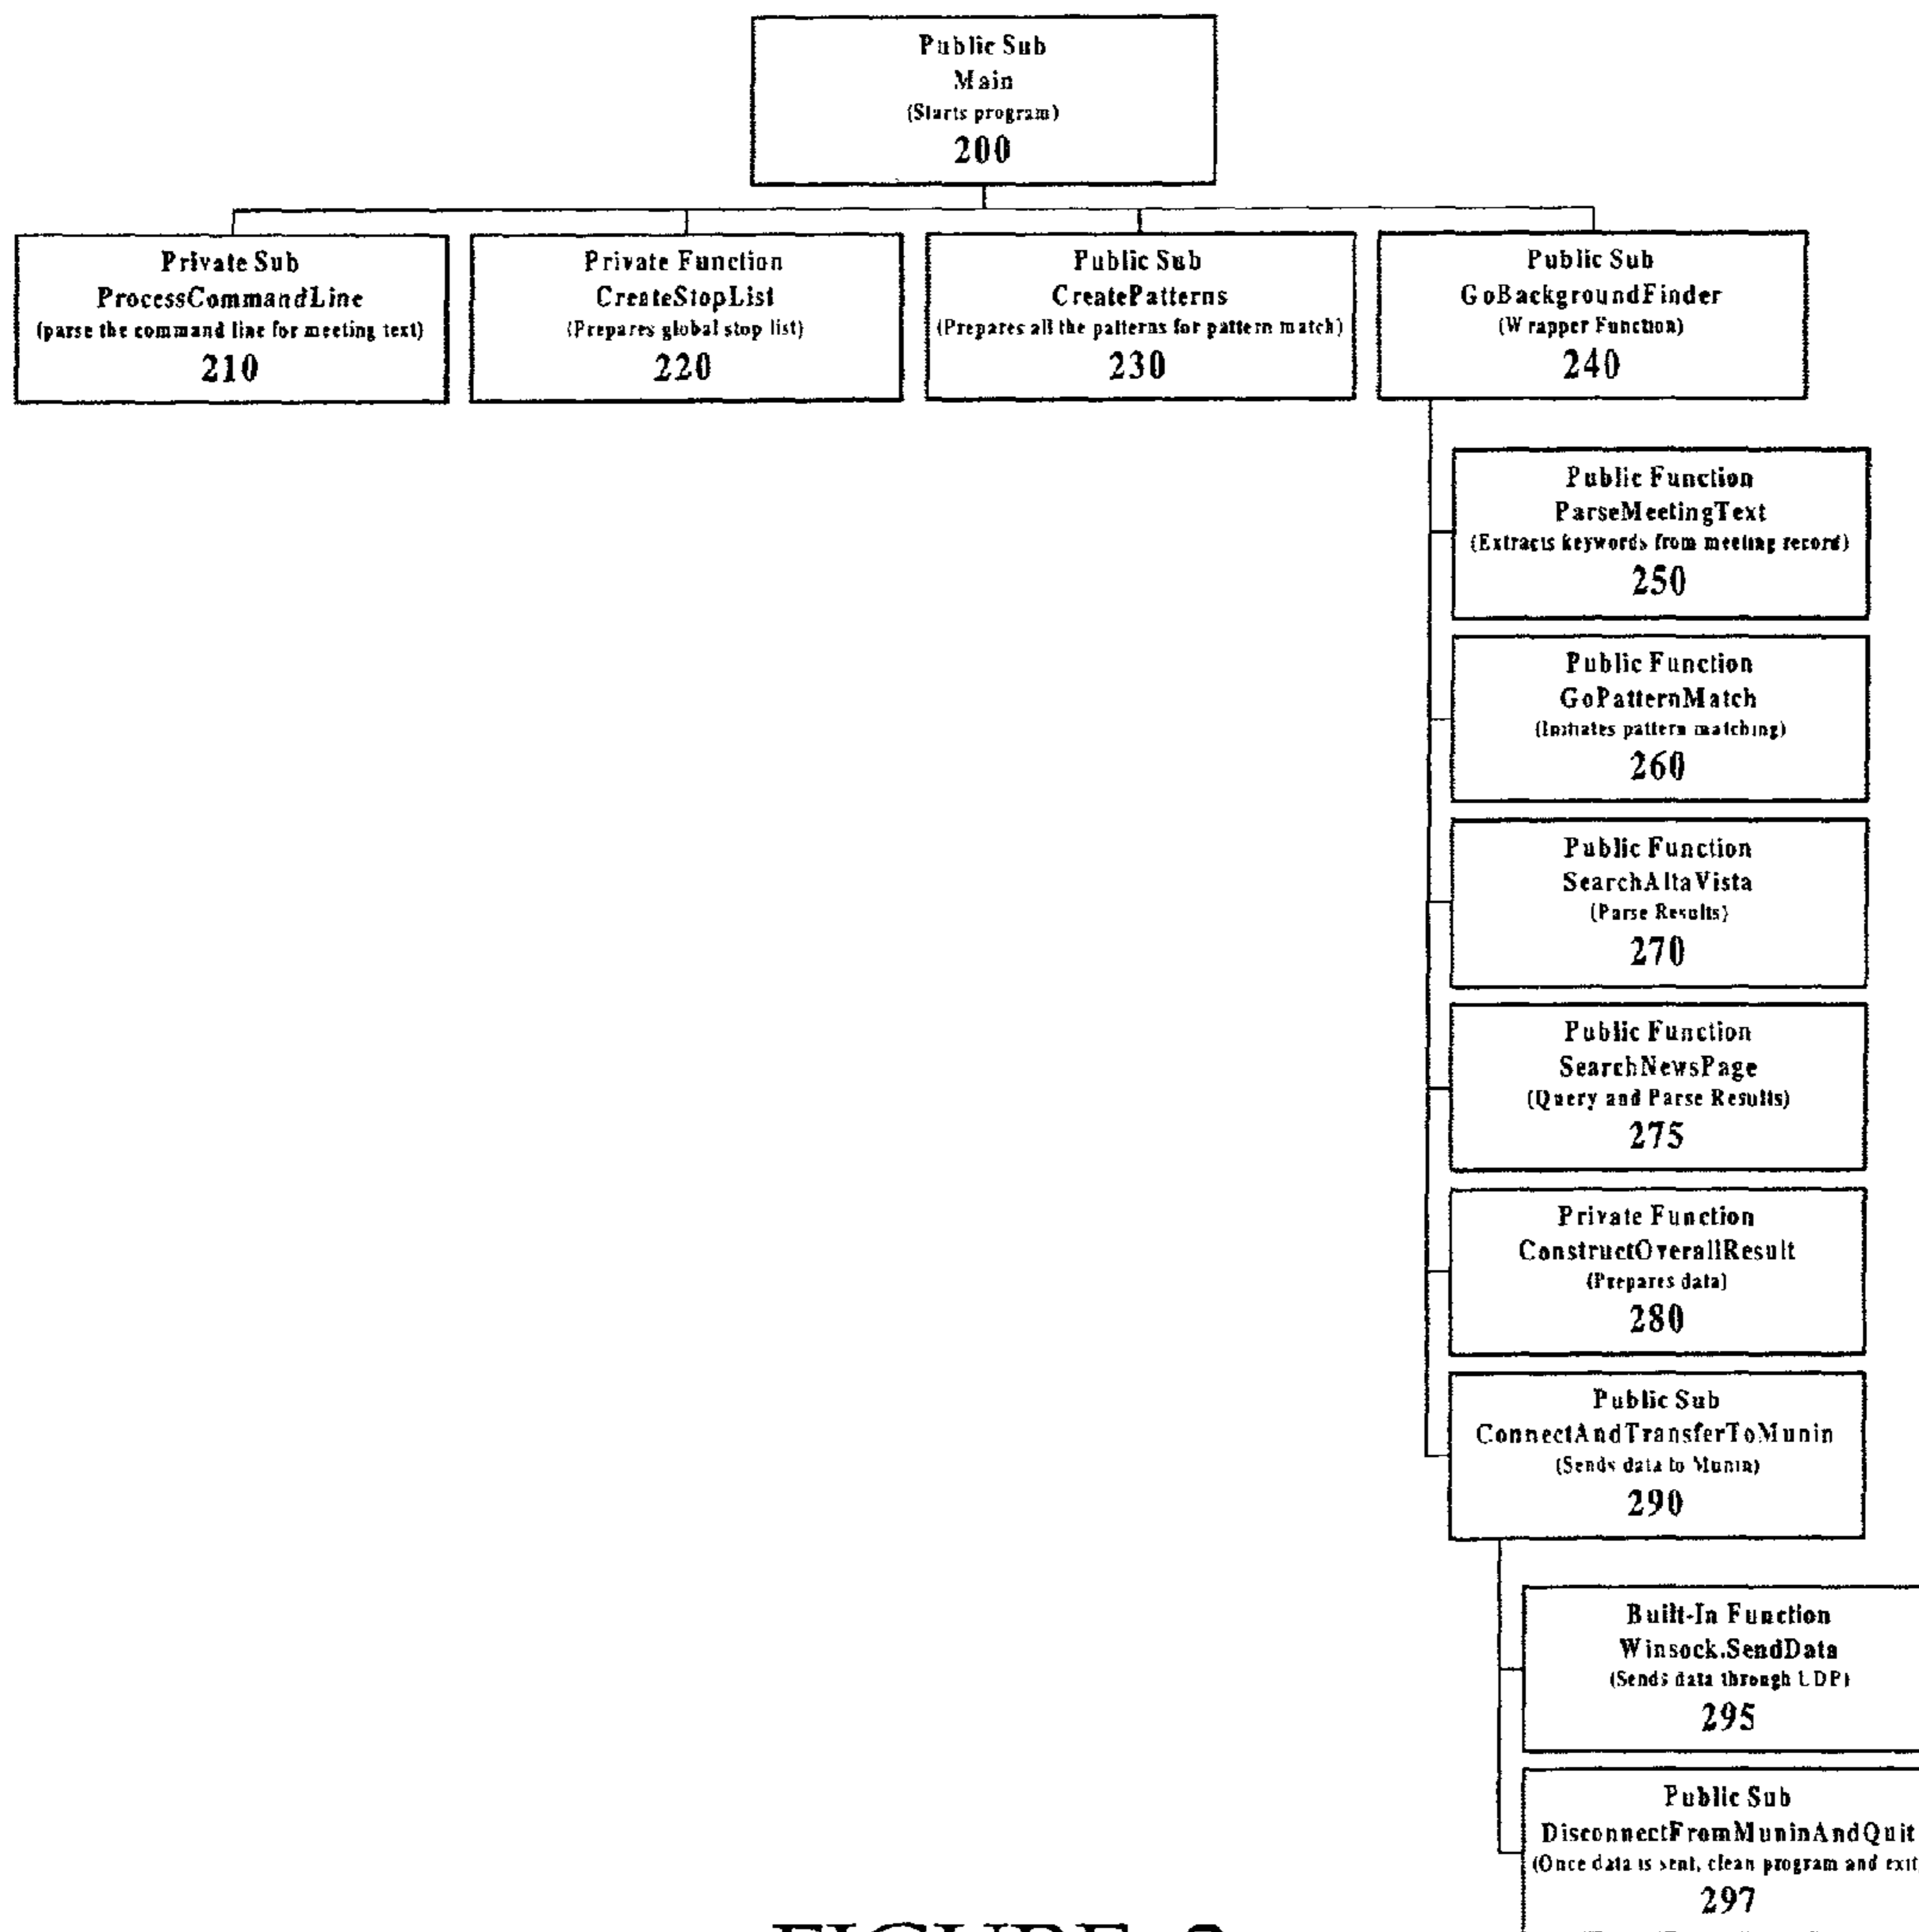 Public Sub
Main
(Starts program)
200
Private Sub
ProcessCommandLine
(parse the command line for meeting text)
210
Private Function
CreateStopList
(Prepares global stop list)
220
Public Sub
CreatePatterns
(Prepares all the patterns for pattern match)
230
Public Sub
GoBackgroundFinder
(Wrapper Function)
240
Public Function
ParseMeetingText
(Extracts keywords from meeting record)
250
Public Function
GoPatternMatch
(Initiates pattern matching)
260
Public Function
SearchAltaVista
(Parse Results)
270
Public Function
SearchNewsPage
(Query and Parse Results)
275
Private Function
ConstructOverallResult
(Prepares data)
280
Public Sub
ConnectAndTransferToMunin
(Sends data to Munin)
290
Built-In Function
Winsock.SendData
(Sends data through UDP)
295
Public Sub
DisconnectFromMuninAndQuit
(Once data is sent, clean program and exit
297